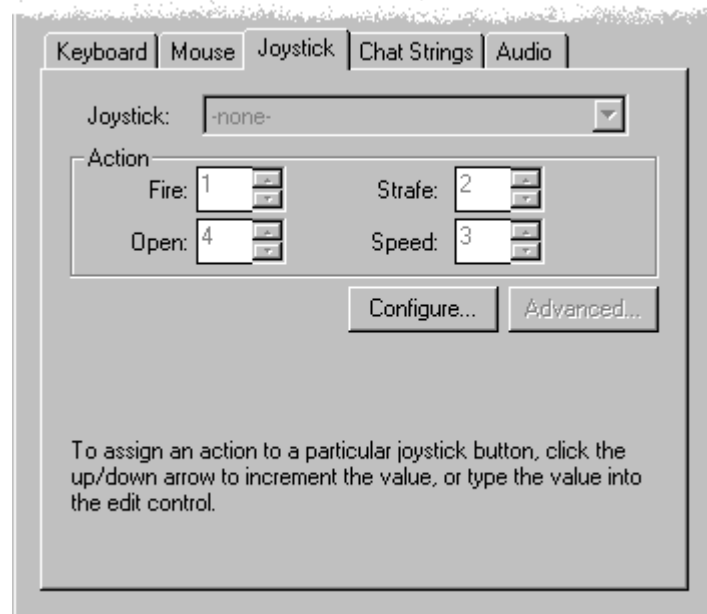 Keyboard Mouse Joystick Chat Strings Audio
Joystick: -none-
Action
Fire: 1 Strafe: 2
Open: 4 Speed: 3
Configure... Advanced...
To assign an action to a particular joystick button, click the
up/down arrow to increment the value, or type the value into
the edit control.